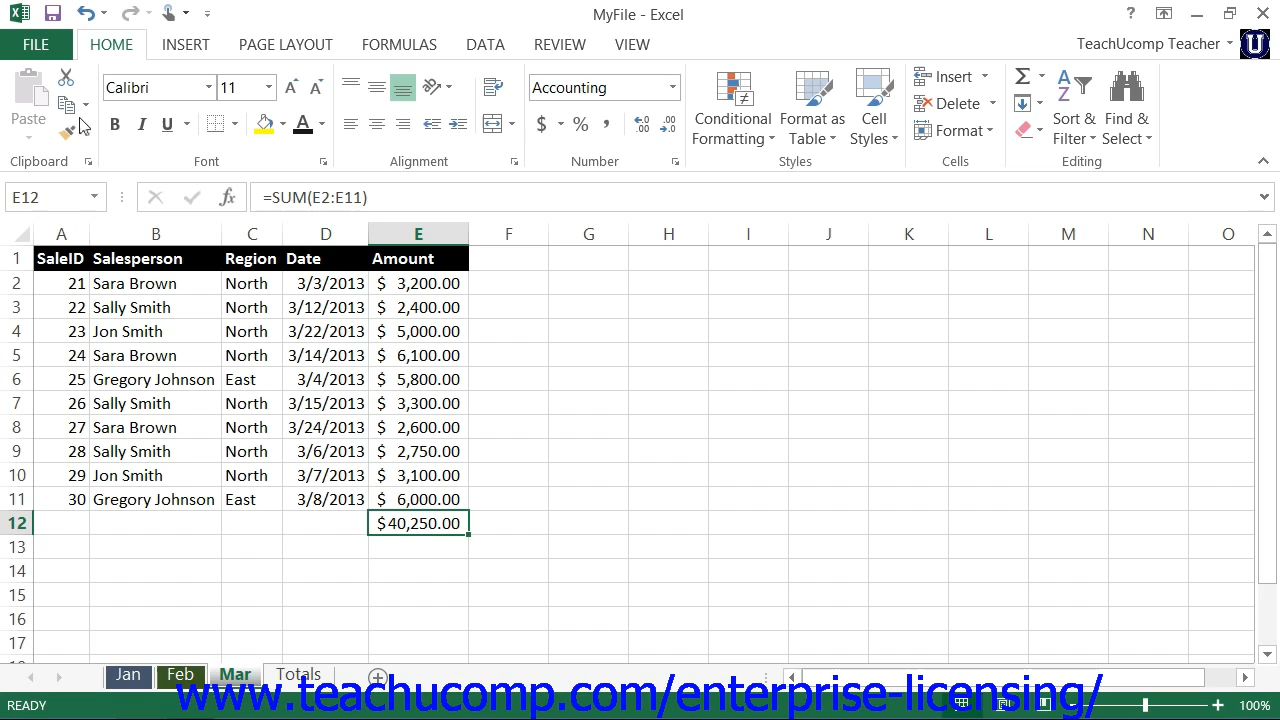 MyFile - Excel
?
FILE HOME INSERT PAGE LAYOUT FORMULAS DATA REVIEW VIEW TeachUcomp Teacher U
Paste Calibri 11 A A Accounting Conditional Formatting Format as Table Cell Styles Insert Delete Format Σ A Z Sort & Filter Find & Select
B I U A $ % , .0 .00 .00 .0
Clipboard Font Alignment Number Styles Cells Editing
E12 fx =SUM(E2:E11)
A B C D E F G H I J K L M N O
1 SaleID Salesperson Region Date Amount
2 21 Sara Brown North 3/3/2013 $ 3,200.00
3 22 Sally Smith North 3/12/2013 $ 2,400.00
4 23 Jon Smith North 3/22/2013 $ 5,000.00
5 24 Sara Brown North 3/14/2013 $ 6,100.00
6 25 Gregory Johnson East 3/4/2013 $ 5,800.00
7 26 Sally Smith North 3/15/2013 $ 3,300.00
8 27 Sara Brown North 3/24/2013 $ 2,600.00
9 28 Sally Smith North 3/6/2013 $ 2,750.00
10 29 Jon Smith North 3/7/2013 $ 3,100.00
11 30 Gregory Johnson East 3/8/2013 $ 6,000.00
12 $40,250.00
13
14
15
16
17
Jan Feb Mar Totals
www.teachucomp.com/enterprise-licensing/
READY 100%